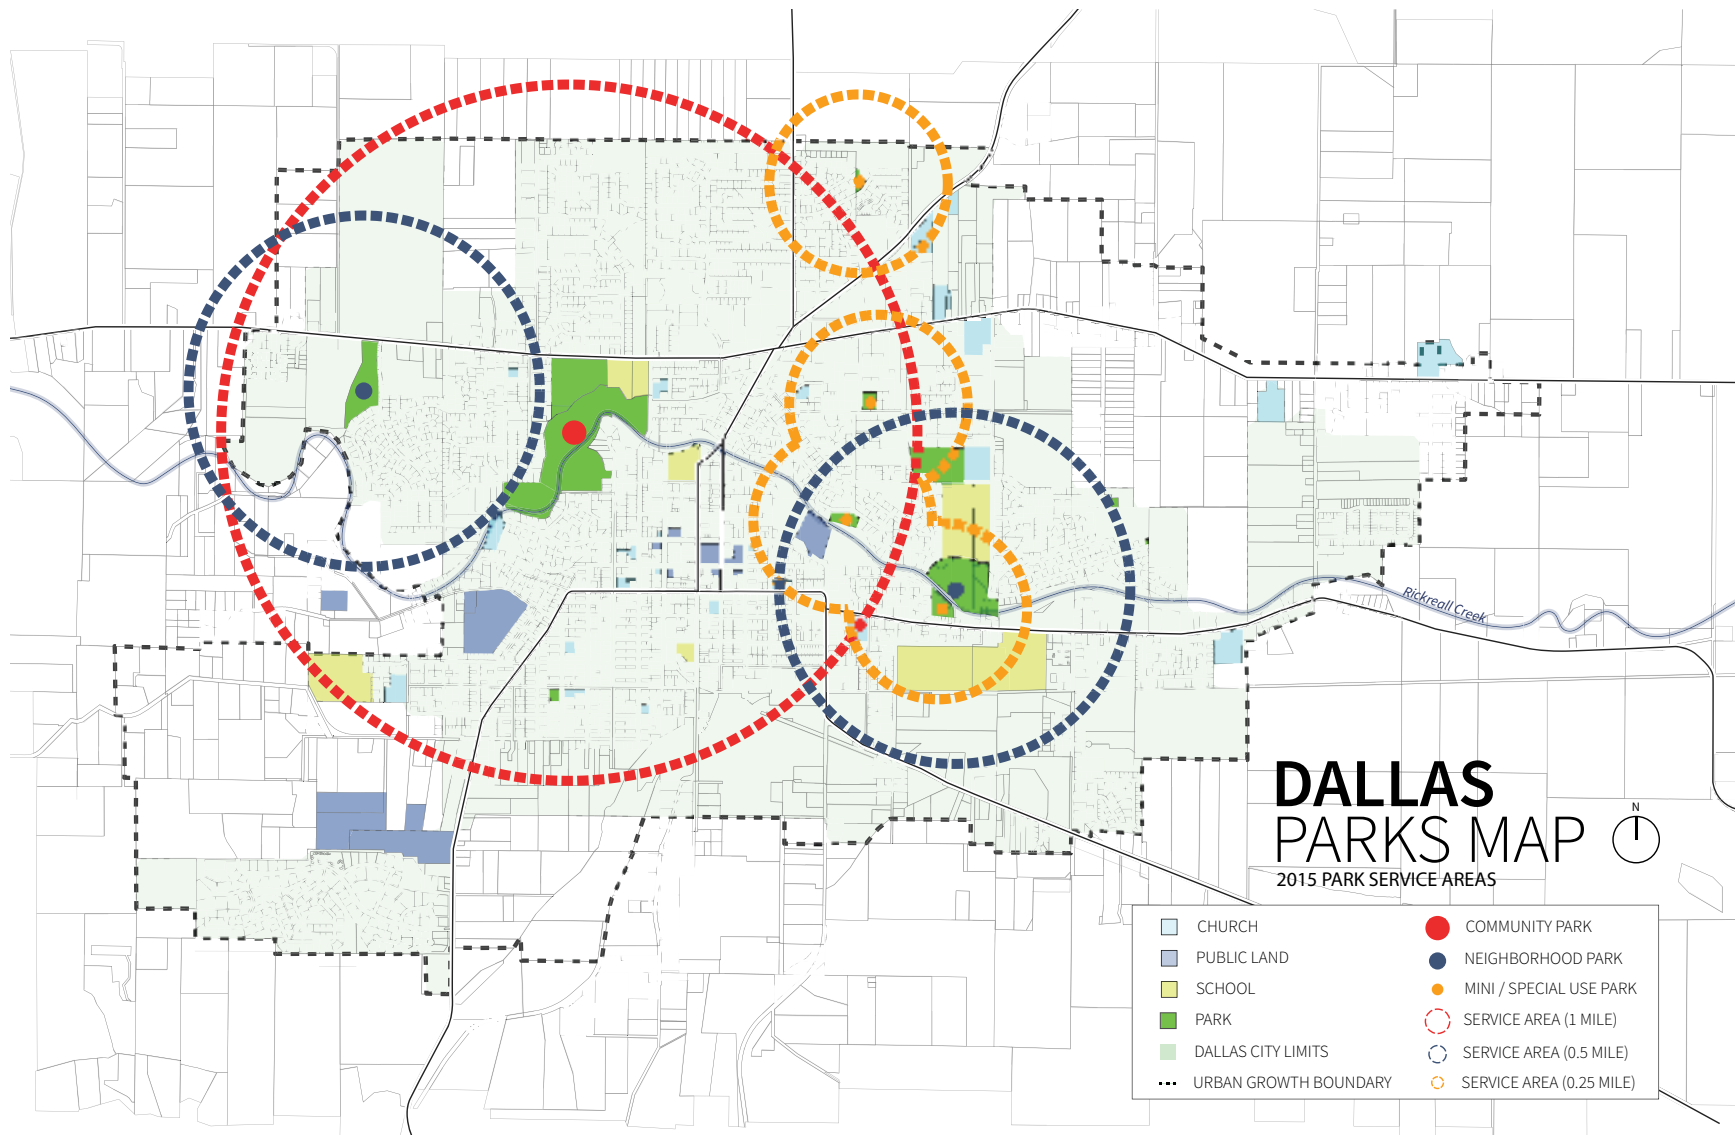 Rickreall Creek
DALLAS
PARKS MAP
2015 PARK SERVICE AREAS
N
CHURCH
PUBLIC LAND
SCHOOL
PARK
DALLAS CITY LIMITS
URBAN GROWTH BOUNDARY
COMMUNITY PARK
NEIGHBORHOOD PARK
MINI / SPECIAL USE PARK
SERVICE AREA (1 MILE)
SERVICE AREA (0.5 MILE)
SERVICE AREA (0.25 MILE)